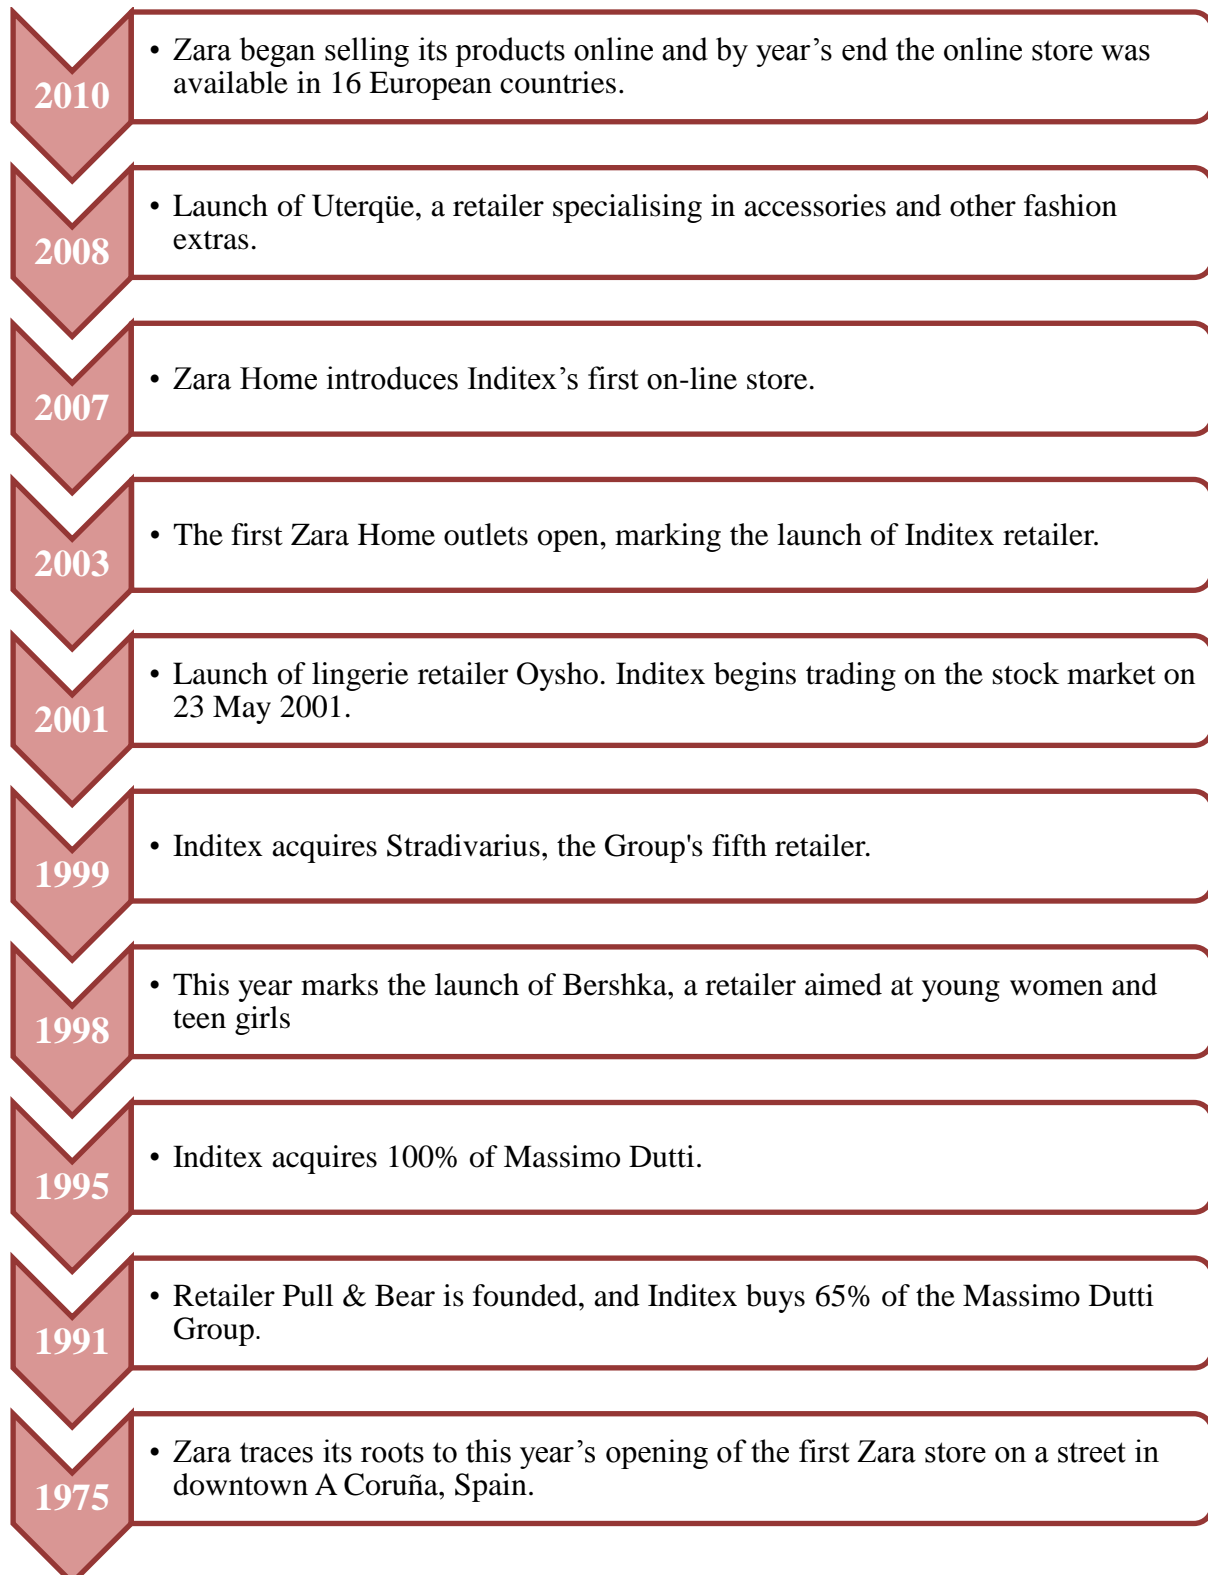 2010
• Zara began selling its products online and by year’s end the online store was
available in 16 European countries.
2008
• Launch of Uterqüe, a retailer specialising in accessories and other fashion
extras.
2007
• Zara Home introduces Inditex’s first on-line store.
2003
• The first Zara Home outlets open, marking the launch of Inditex retailer.
2001
• Launch of lingerie retailer Oysho. Inditex begins trading on the stock market on
23 May 2001.
1999
• Inditex acquires Stradivarius, the Group's fifth retailer.
1998
• This year marks the launch of Bershka, a retailer aimed at young women and
teen girls
1995
• Inditex acquires 100% of Massimo Dutti.
1991
• Retailer Pull & Bear is founded, and Inditex buys 65% of the Massimo Dutti
Group.
1975
• Zara traces its roots to this year’s opening of the first Zara store on a street in
downtown A Coruña, Spain.